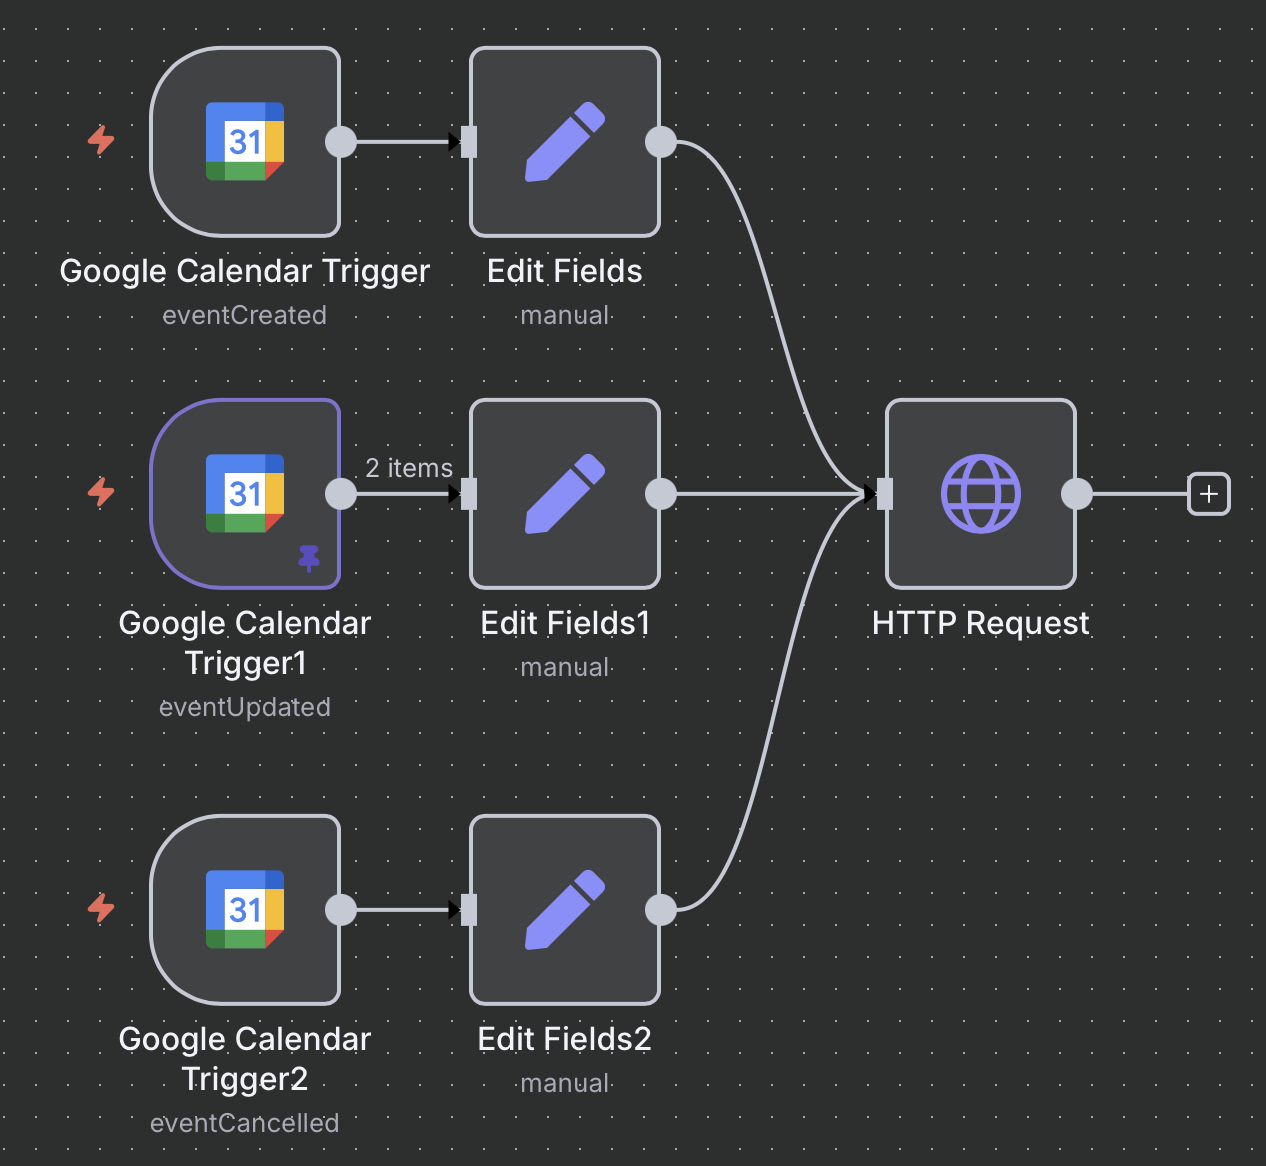 31
Google Calendar Trigger
eventCreated
Edit Fields
manual
31
2 items
Google Calendar
Trigger1
eventUpdated
Edit Fields1
manual
HTTP Request
31
Google Calendar
Trigger2
eventCancelled
Edit Fields2
manual